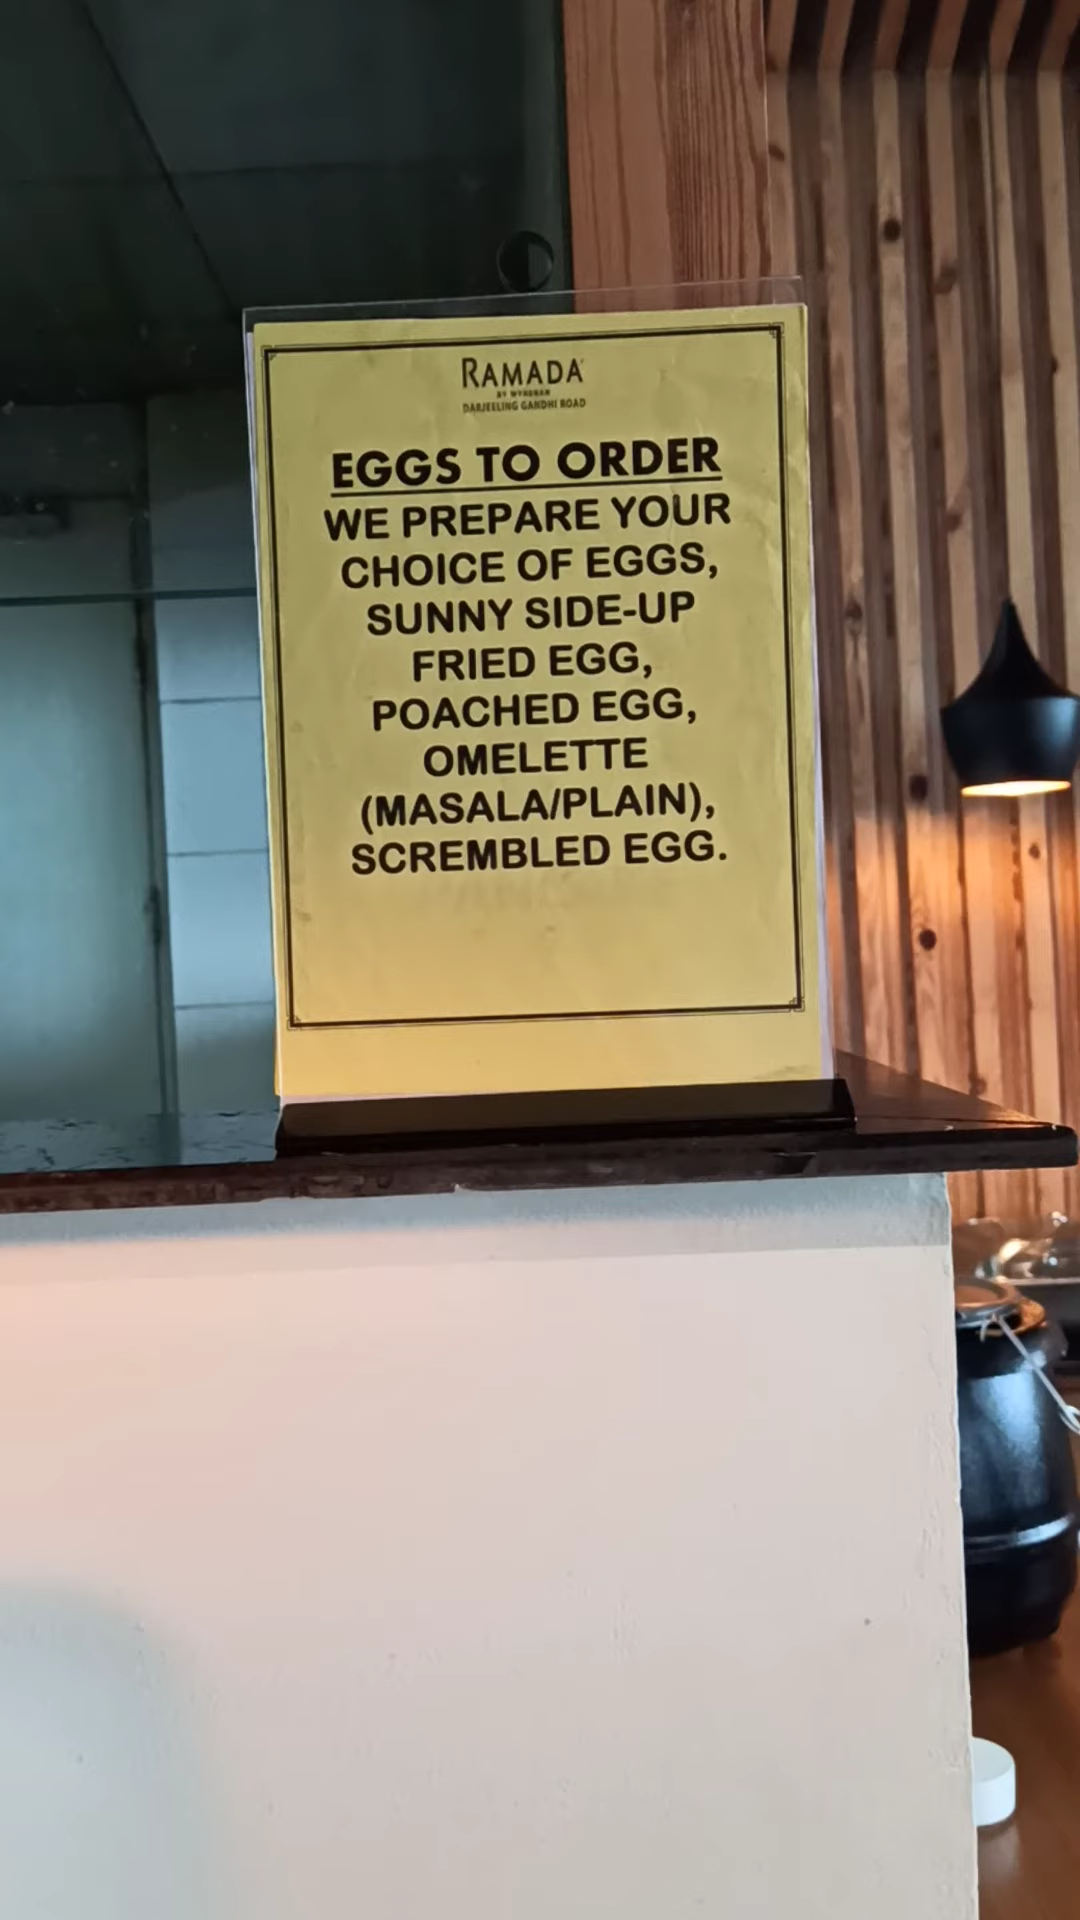 RAMADA
BY WYNDHAM
DARJEELING GANDHI ROAD
EGGS TO ORDER
WE PREPARE YOUR
CHOICE OF EGGS,
SUNNY SIDE-UP
FRIED EGG,
POACHED EGG,
OMELETTE
(MASALA/PLAIN),
SCREMBLED EGG.